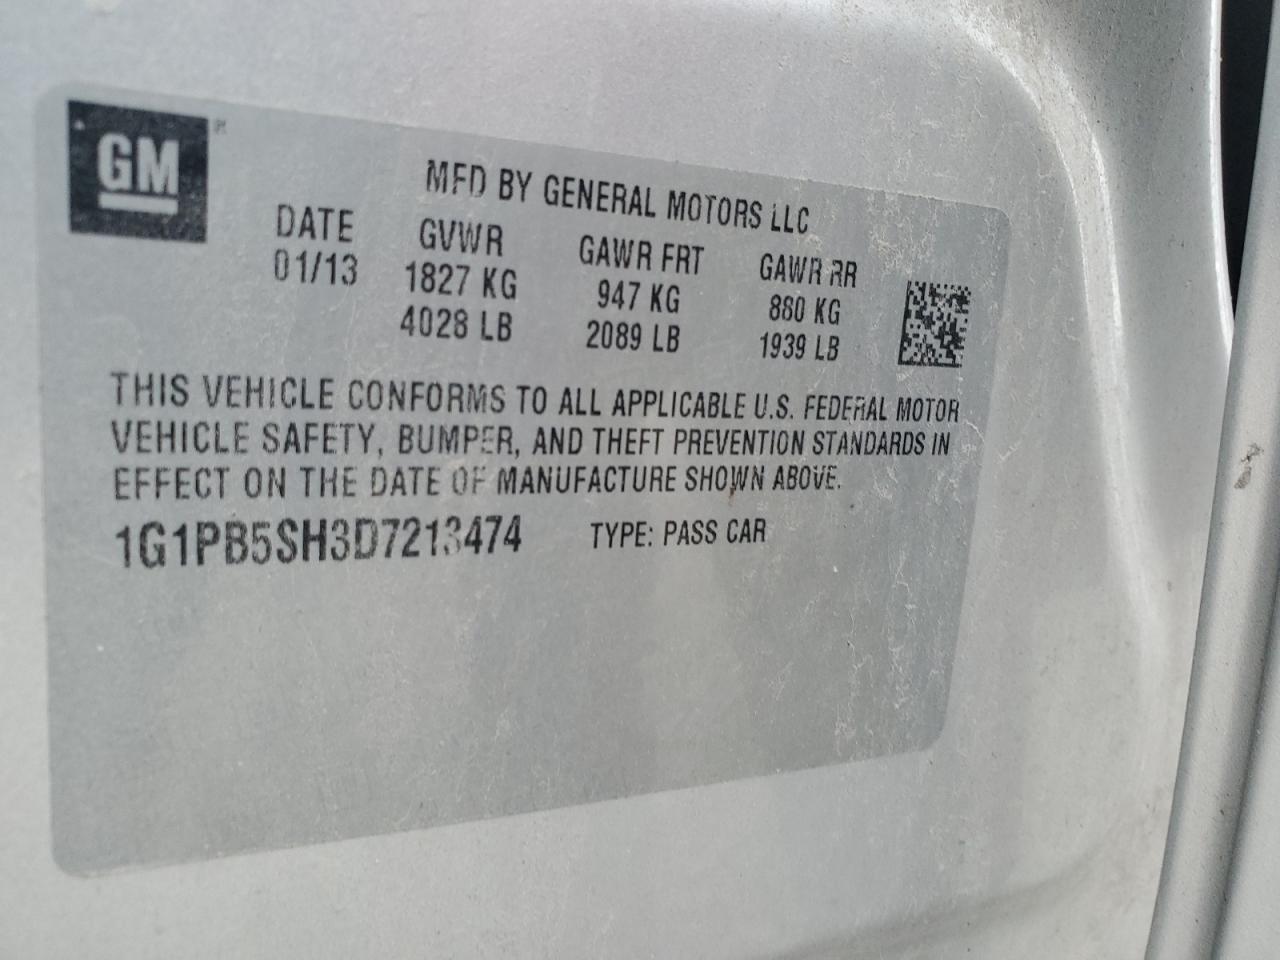 GM
MFD BY GENERAL MOTORS LLC
DATE GVWR GAWR FRT GAWR RR
01/13 1827 KG 947 KG 880 KG
4028 LB 2089 LB 1939 LB
THIS VEHICLE CONFORMS TO ALL APPLICABLE U.S. FEDERAL MOTOR
VEHICLE SAFETY, BUMPER, AND THEFT PREVENTION STANDARDS IN
EFFECT ON THE DATE OF MANUFACTURE SHOWN ABOVE.
1G1PB5SH3D7213474 TYPE: PASS CAR